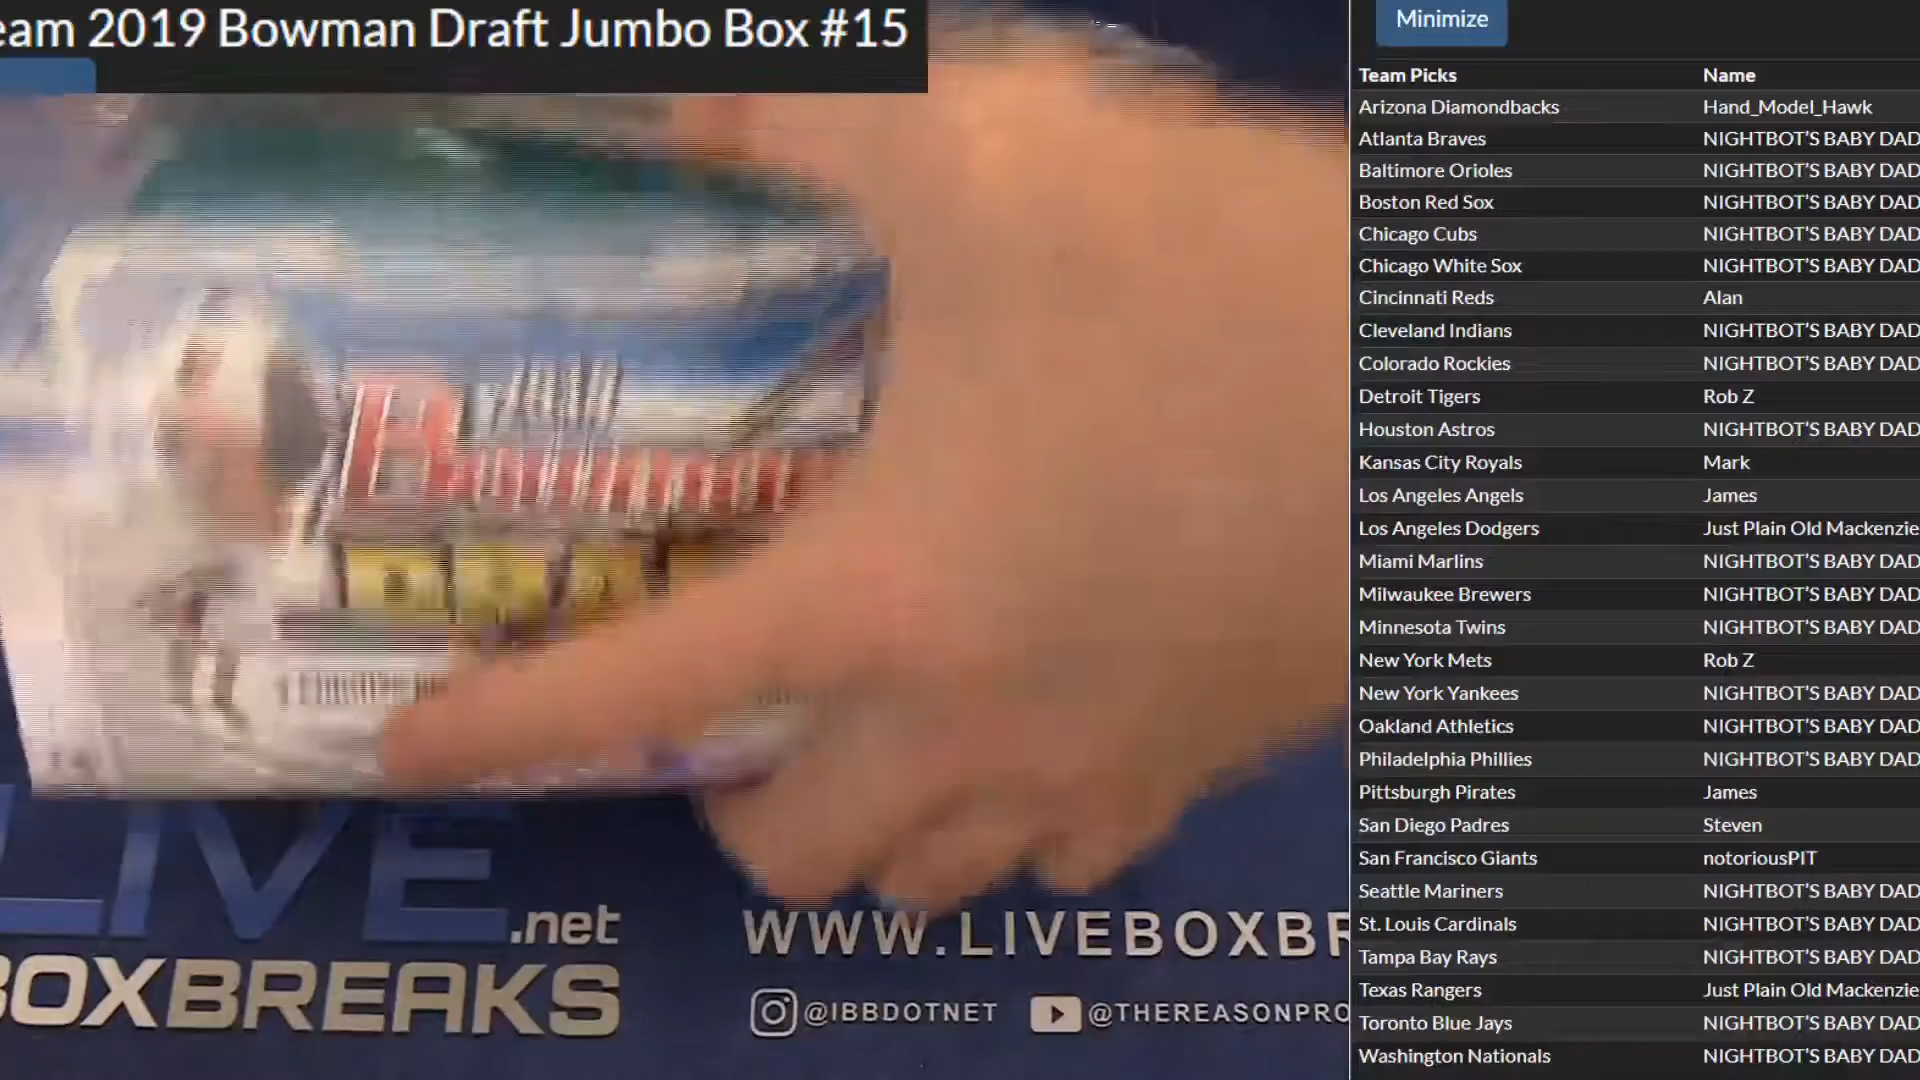 eam 2019 Bowman Draft Jumbo Box #15
Minimize
Team Picks Name
Arizona Diamondbacks Hand_Model_Hawk
Atlanta Braves NIGHTBOT'S BABY DAD
Baltimore Orioles NIGHTBOT'S BABY DAD
Boston Red Sox NIGHTBOT'S BABY DAD
Chicago Cubs NIGHTBOT'S BABY DAD
Chicago White Sox NIGHTBOT'S BABY DAD
Cincinnati Reds Alan
Cleveland Indians NIGHTBOT'S BABY DAD
Colorado Rockies NIGHTBOT'S BABY DAD
Detroit Tigers Rob Z
Houston Astros NIGHTBOT'S BABY DAD
Kansas City Royals Mark
Los Angeles Angels James
Los Angeles Dodgers Just Plain Old Mackenzie
Miami Marlins NIGHTBOT'S BABY DAD
Milwaukee Brewers NIGHTBOT'S BABY DAD
Minnesota Twins NIGHTBOT'S BABY DAD
New York Mets Rob Z
New York Yankees NIGHTBOT'S BABY DAD
Oakland Athletics NIGHTBOT'S BABY DAD
Philadelphia Phillies NIGHTBOT'S BABY DAD
Pittsburgh Pirates James
San Diego Padres Steven
San Francisco Giants notoriousPIT
Seattle Mariners NIGHTBOT'S BABY DAD
St. Louis Cardinals NIGHTBOT'S BABY DAD
Tampa Bay Rays NIGHTBOT'S BABY DAD
Texas Rangers Just Plain Old Mackenzie
Toronto Blue Jays NIGHTBOT'S BABY DAD
Washington Nationals NIGHTBOT'S BABY DAD
Bowman
LIVE.net
BOXBREAKS
WWW.LIVEBOXBR
@IBBDOTNET @THEREASONPRO